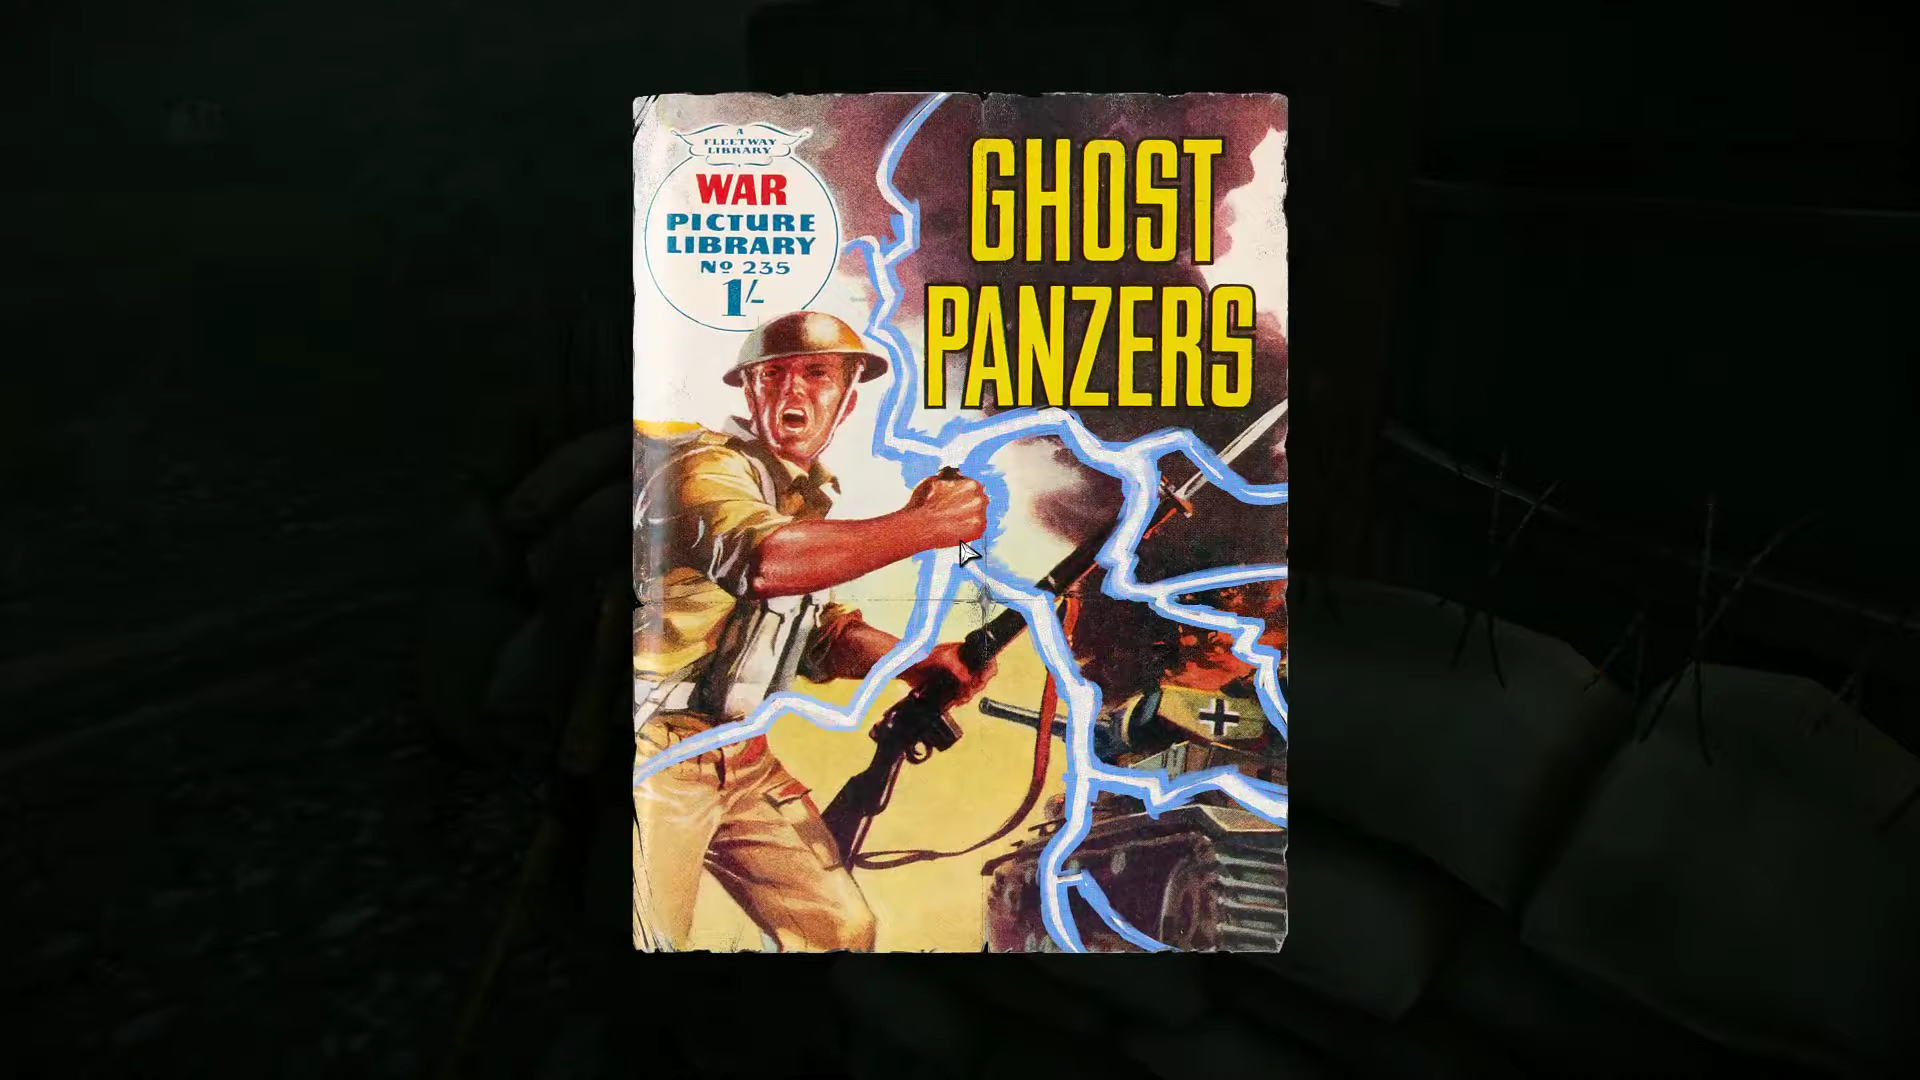 A
FLEETWAY
LIBRARY
WAR
PICTURE
LIBRARY
Nº 235
1/-
GHOST
PANZERS